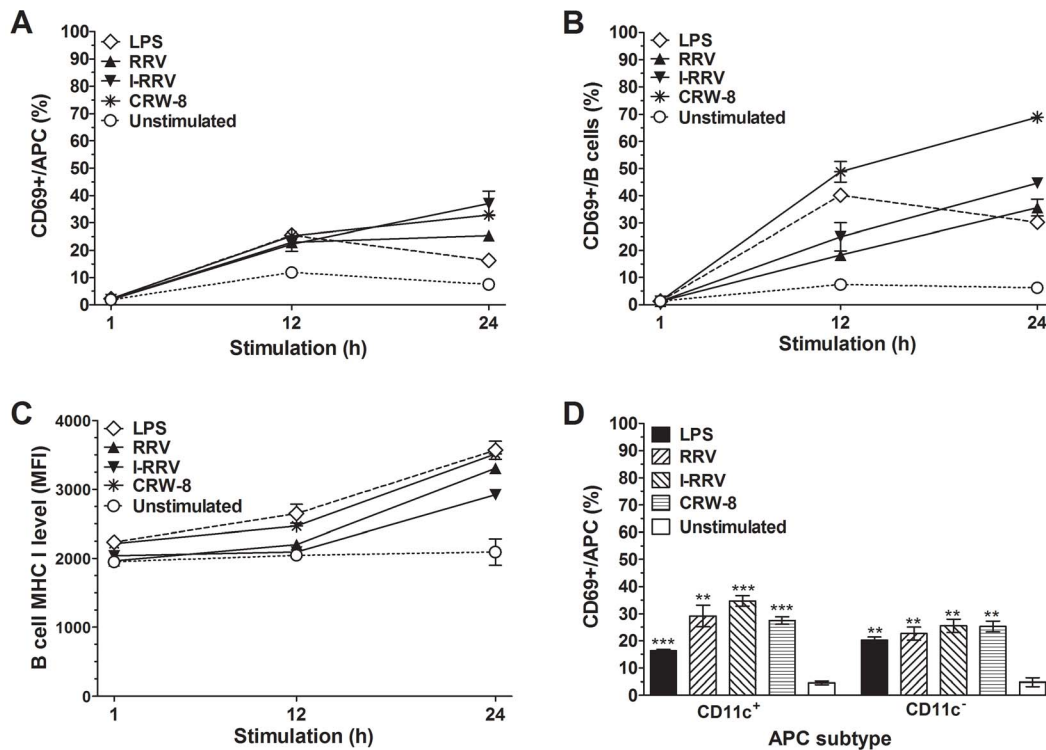 A
CD69+/APC (%)
100
90
80
70
60
50
40
30
20
10
0
LPS
RRV
I-RRV
CRW-8
Unstimulated
1
12
24
Stimulation (h)
B
CD69+/B cells (%)
100
90
80
70
60
50
40
30
20
10
0
LPS
RRV
I-RRV
CRW-8
Unstimulated
1
12
24
Stimulation (h)
C
B cell MHC I level (MFI)
4000
3000
2000
1000
0
LPS
RRV
I-RRV
CRW-8
Unstimulated
1
12
24
Stimulation (h)
D
CD69+/APC (%)
100
90
80
70
60
50
40
30
20
10
0
LPS
RRV
I-RRV
CRW-8
Unstimulated
*** ** *** *** ** ** ** **
CD11c+ CD11c-
APC subtype